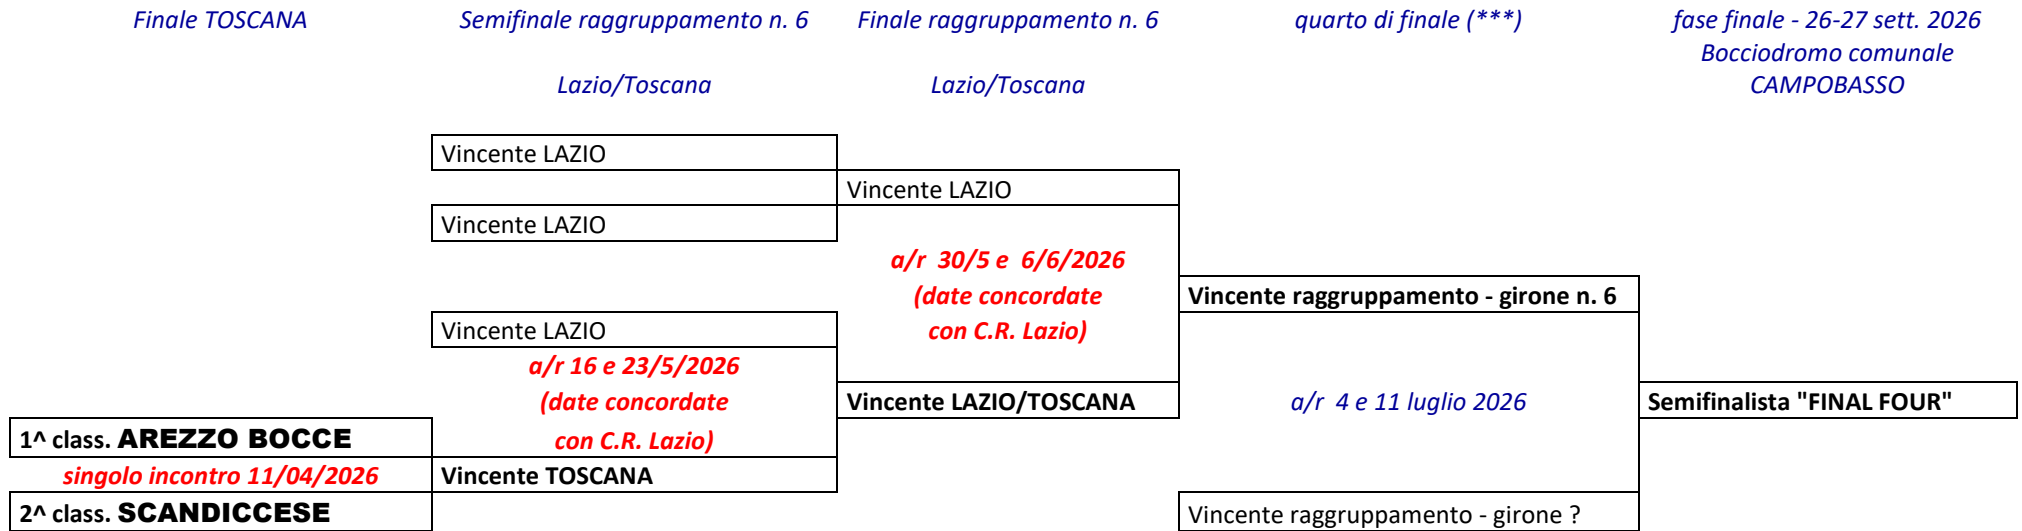 Finale TOSCANA
Semifinale raggruppamento n. 6
Finale raggruppamento n. 6
quarto di finale (***)
fase finale - 26-27 sett. 2026
Bocciodromo comunale
Lazio/Toscana
Lazio/Toscana
CAMPOBASSO
Vincente LAZIO
Vincente LAZIO
Vincente LAZIO
a/r 30/5 e 6/6/2026
(date concordate
con C.R. Lazio)
Vincente raggruppamento - girone n. 6
Vincente LAZIO
a/r 16 e 23/5/2026
(date concordate
con C.R. Lazio)
Vincente LAZIO/TOSCANA
a/r 4 e 11 luglio 2026
Semifinalista "FINAL FOUR"
1^ class. AREZZO BOCCE
singolo incontro 11/04/2026
Vincente TOSCANA
2^ class. SCANDICCESE
Vincente raggruppamento - girone ?